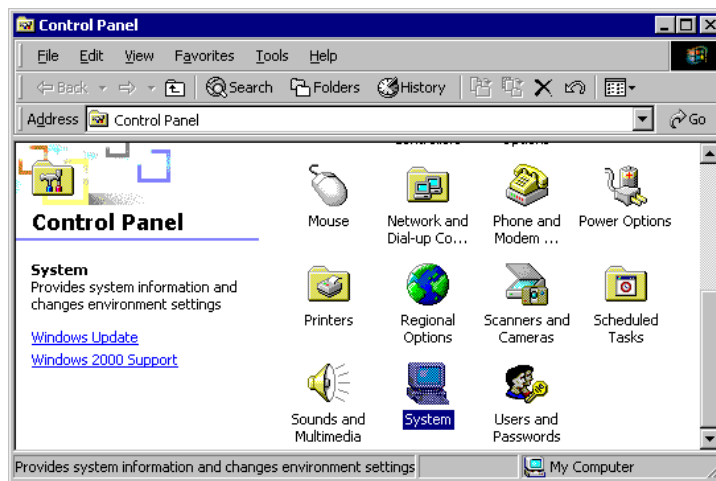 Control Panel
File Edit View Favorites Tools Help
Back Search Folders History
Address Control Panel Go
Control Panel
System
Provides system information and
changes environment settings
Windows Update
Windows 2000 Support
Mouse
Network and
Dial-up Co...
Phone and
Modem ...
Power Options
Printers
Regional
Options
Scanners and
Cameras
Scheduled
Tasks
Sounds and
Multimedia
System
Users and
Passwords
Provides system information and changes environment settings
My Computer